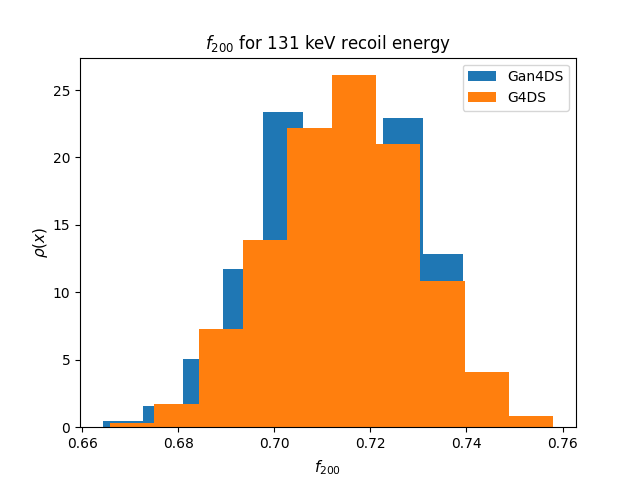 f₂₀₀ for 131 keV recoil energy
Gan4DS
G4DS
ρ(x)
25
20
15
10
5
0
0.66 0.68 0.70 0.72 0.74 0.76
f₂₀₀